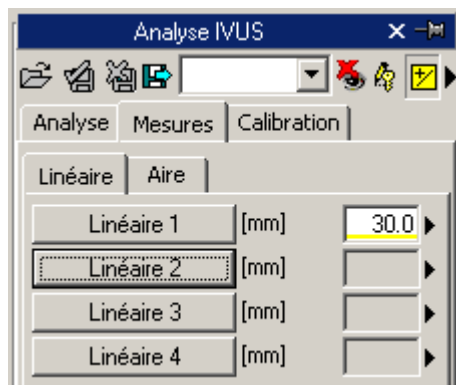 Analyse IVUS
Analyse Mesures Calibration
Linéaire Aire
Linéaire 1 [mm] 30.0
Linéaire 2 [mm]
Linéaire 3 [mm]
Linéaire 4 [mm]